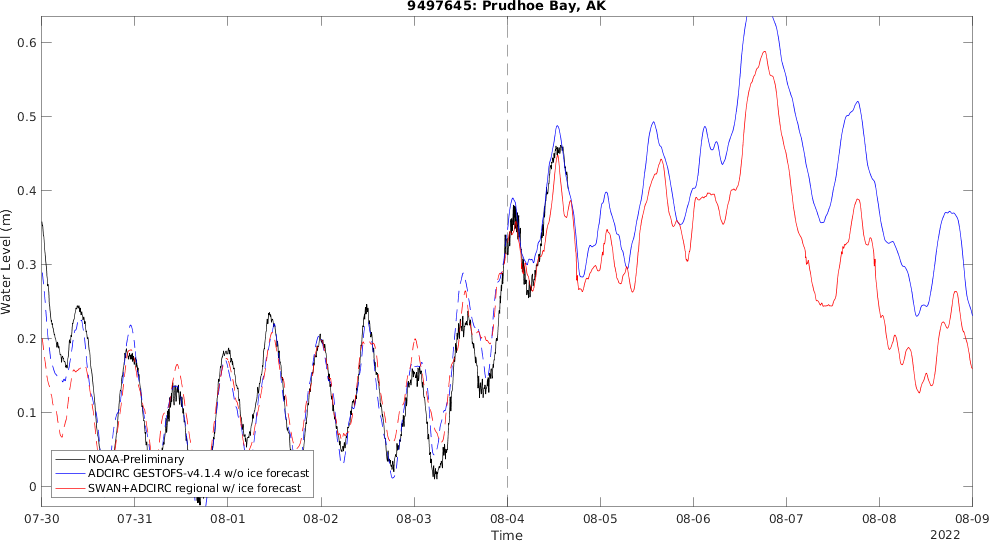 9497645: Prudhoe Bay, AK
0.6
0.5
0.4
0.3
0.2
0.1
0
Water Level (m)
NOAA-Preliminary
ADCIRC GESTOFS-v4.1.4 w/o ice forecast
SWAN+ADCIRC regional w/ ice forecast
07-30 07-31 08-01 08-02 08-03 08-04 08-05 08-06 08-07 08-08 08-09
Time
2022